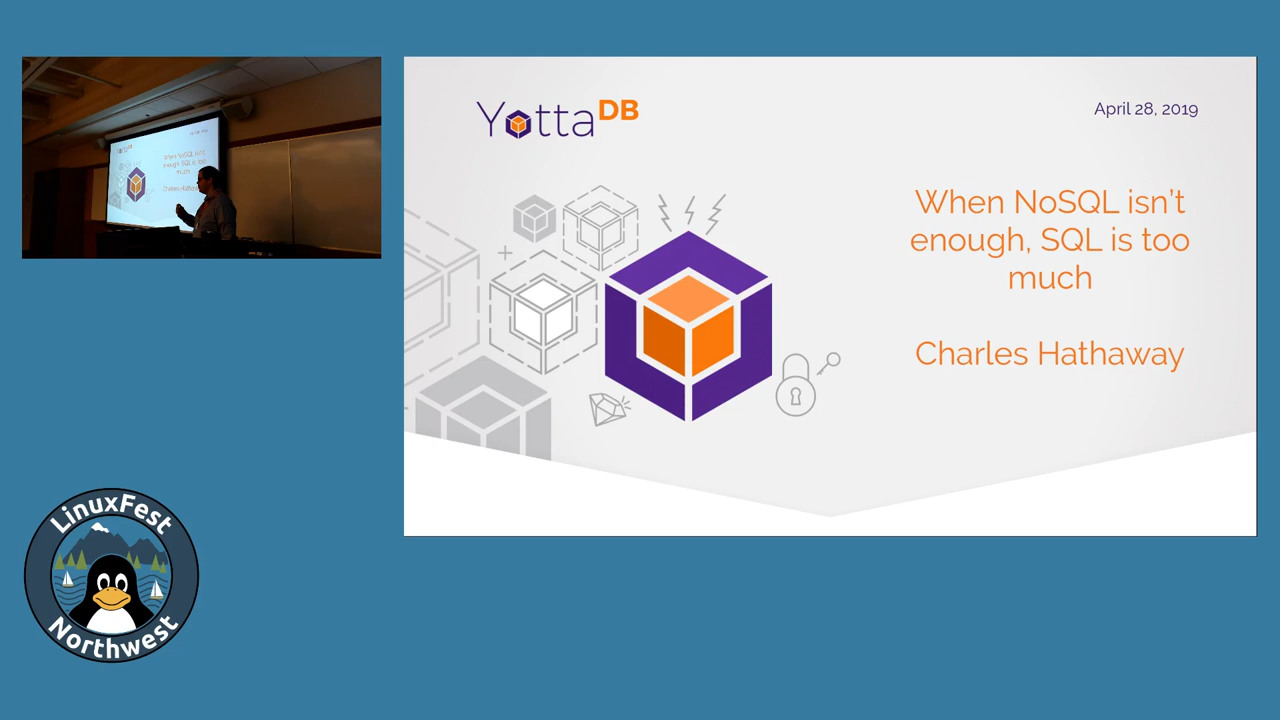 YottaDB
April 28, 2019
When NoSQL isn't
enough, SQL is too
much
Charles Hathaway
LinuxFest
Northwest